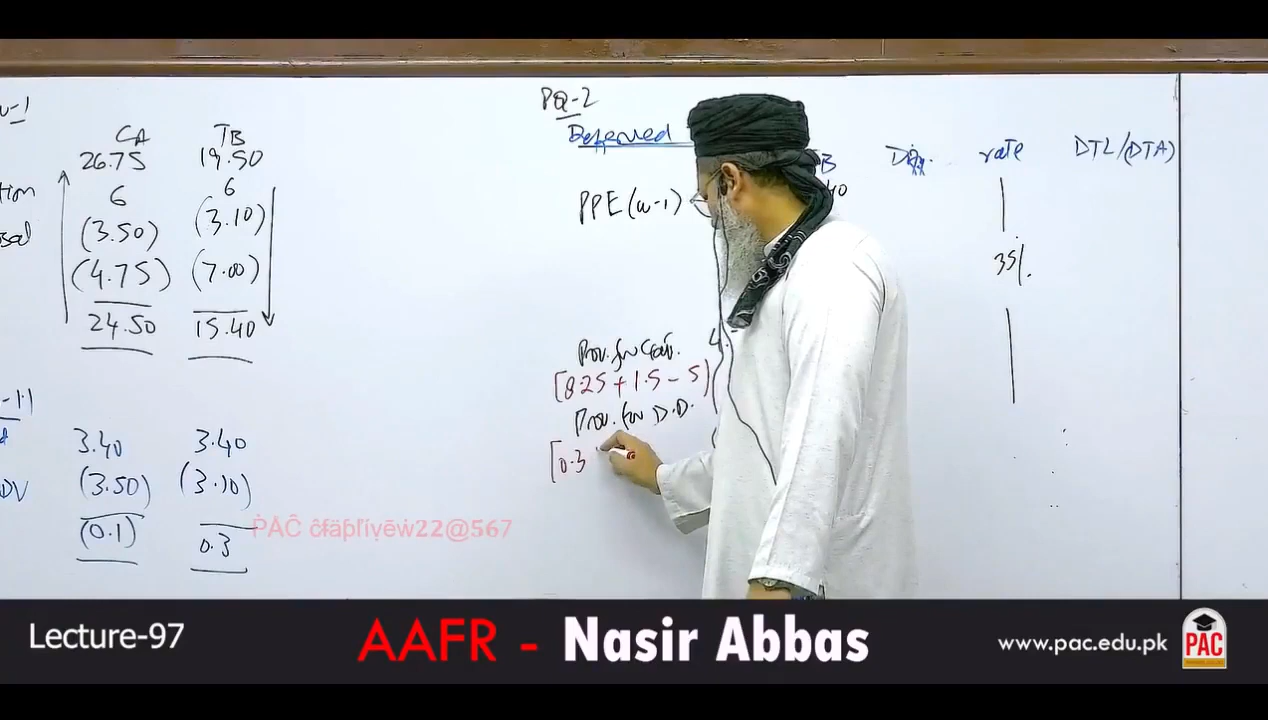 CA TB
26.75 19.50
6 6
(3.50) (3.10)
(4.75) (7.00)
24.50 15.40
3.40 3.40
(3.50) (3.10)
(0.1) 0.3
PQ-2
Deferred
rate DTL/(DTA)
PPE (w-1)
35%
Prov. for
[8.25 + 1.5 - 5)
Prov. for D.D.
[0.3
Lecture-97
AAFR - Nasir Abbas
www.pac.edu.pk
PAC